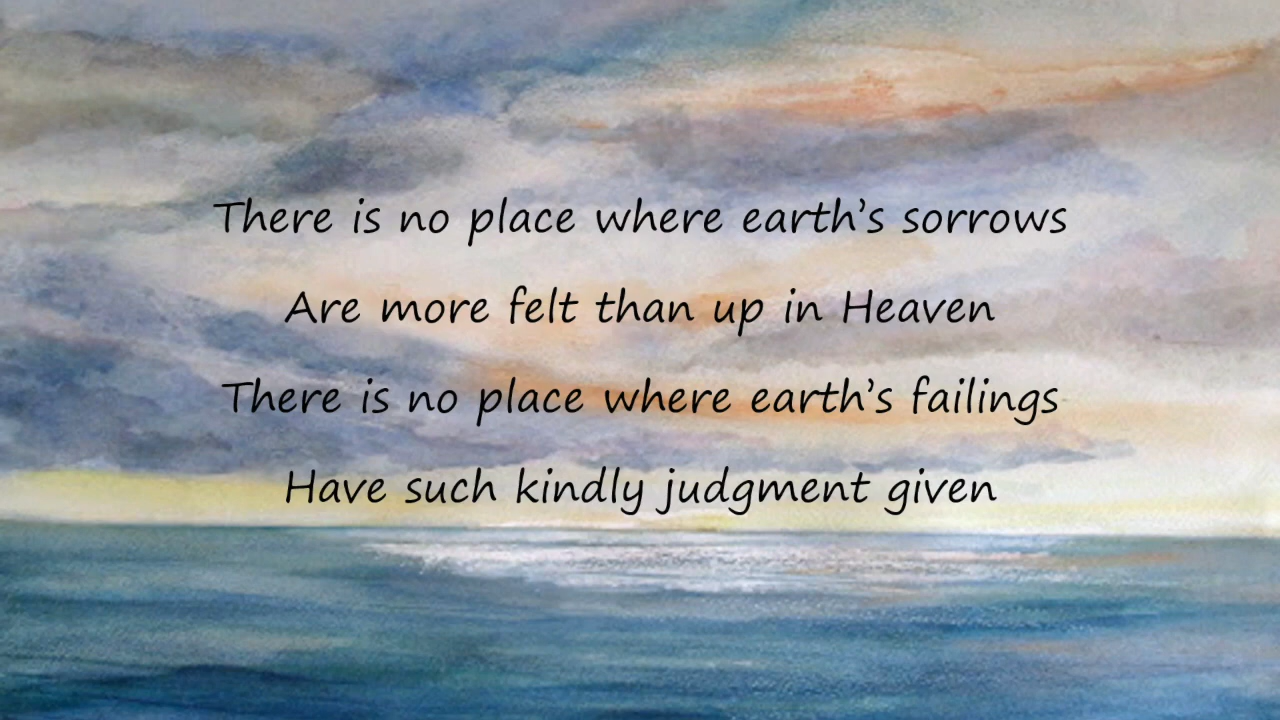 There is no place where earth’s sorrows
Are more felt than up in Heaven
There is no place where earth’s failings
Have such kindly judgment given